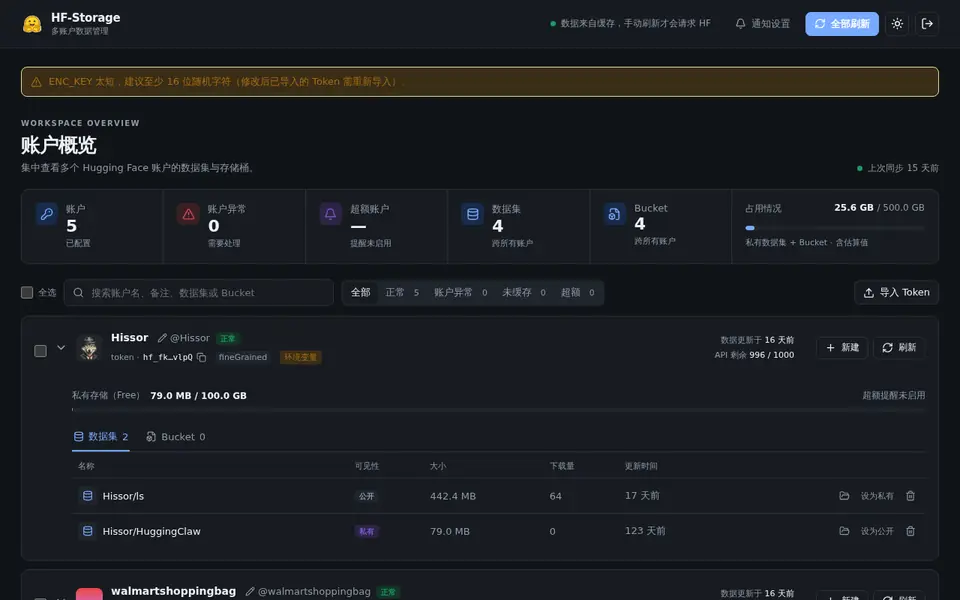 HF-Storage
多账户数据管理
数据来自缓存，手动刷新才会请求 HF
通知设置
全部刷新
ENC_KEY 太短，建议至少 16 位随机字符（修改后已导入的 Token 需重新导入）.
WORKSPACE OVERVIEW
账户概览
集中查看多个 Hugging Face 账户的数据集与存储桶。
上次同步 15 天前
账户
5
已配置
账户异常
0
需要处理
超额账户
—
提醒未启用
数据集
4
跨所有账户
Bucket
4
跨所有账户
占用情况 25.6 GB / 500.0 GB
私有数据集 + Bucket · 含估算值
全选
搜索账户名、备注、数据集或 Bucket
全部 正常 5 账户异常 0 未缓存 0 超额 0
导入 Token
Hissor @Hissor 正常
token · hf_fk…vlpQ fineGrained 环境变量
数据更新于 16 天前
API 剩余 996 / 1000
新建
刷新
私有存储（Free） 79.0 MB / 100.0 GB
超额提醒未启用
数据集 2 Bucket 0
名称 可见性 大小 下载量 更新时间
Hissor/ls 公开 442.4 MB 64 17 天前 设为私有
Hissor/HuggingClaw 私有 79.0 MB 0 123 天前 设为公开
walmartshoppingbag @walmartshoppingbag 正常
数据更新于 16 天前
新建
刷新